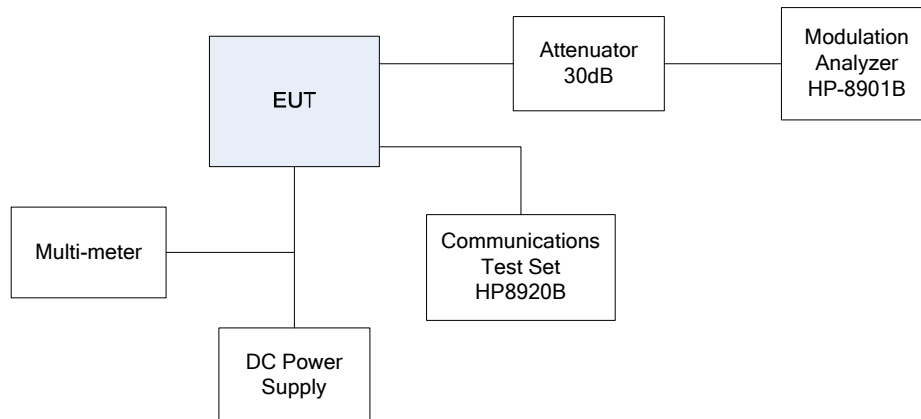 EUT
Attenuator
30dB
Modulation
Analyzer
HP-8901B
Multi-meter
Communications
Test Set
HP8920B
DC Power
Supply